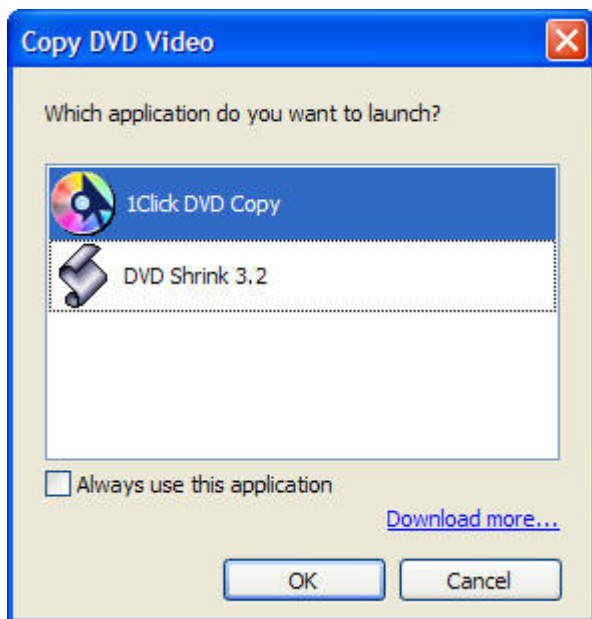 Copy DVD Video
Which application do you want to launch?
1Click DVD Copy
DVD Shrink 3.2
Always use this application
Download more...
OK
Cancel